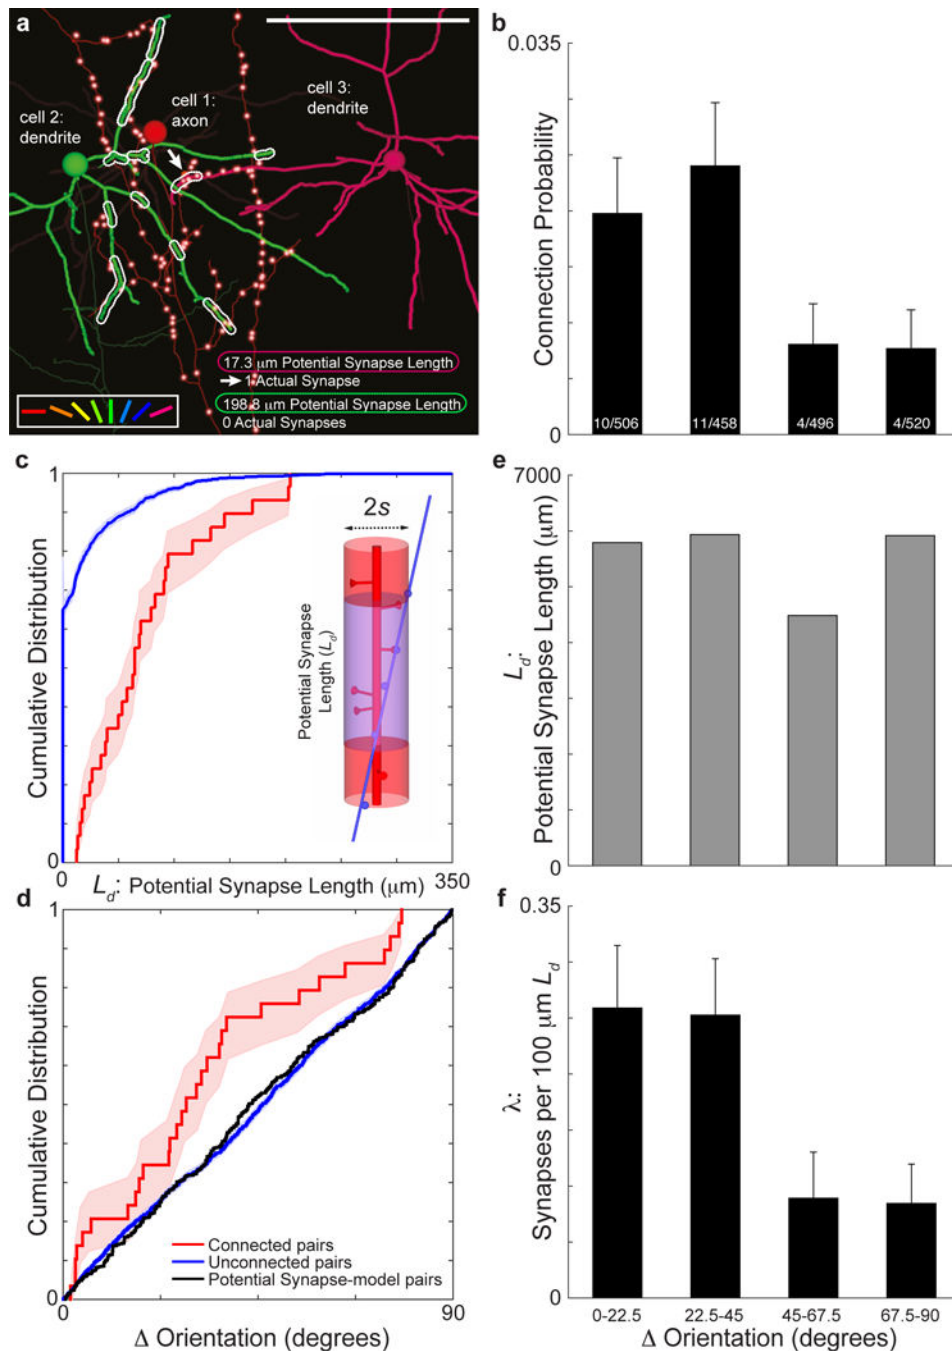 a
cell 1:
axon
cell 2:
dendrite
cell 3:
dendrite
17.3 μm Potential Synapse Length
1 Actual Synapse
198.8 μm Potential Synapse Length
0 Actual Synapses
b
0.035
Connection Probability
0
10/506
11/458
4/496
4/520
c
1
Cumulative Distribution
0
2s
Potential Synapse
Length (Ld)
0
Ld: Potential Synapse Length (μm)
350
e
7000
Ld:
Potential Synapse Length (μm)
0
d
1
Cumulative Distribution
0
Connected pairs
Unconnected pairs
Potential Synapse-model pairs
0
90
Δ Orientation (degrees)
f
0.35
λ:
Synapses per 100 μm Ld
0
0-22.5
22.5-45
45-67.5
67.5-90
Δ Orientation (degrees)